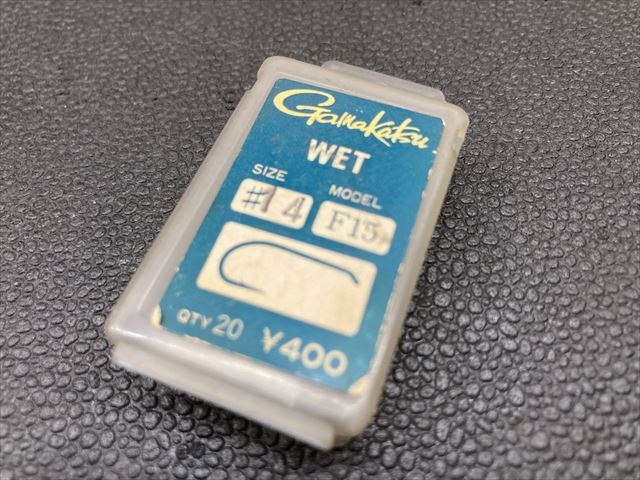 Gamakatsu
WET
SIZE MODEL
#14 F15
QTY 20 ¥400